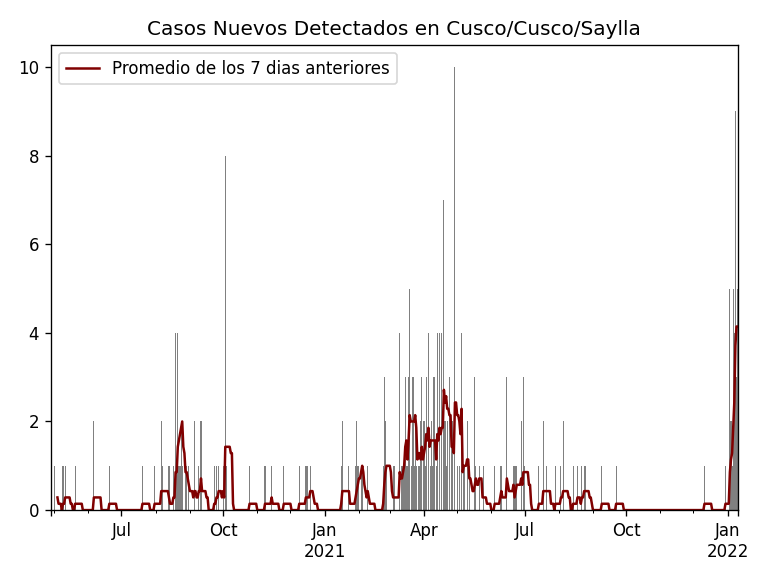 Casos Nuevos Detectados en Cusco/Cusco/Saylla
Promedio de los 7 dias anteriores
10
8
6
4
2
0
Jul
Oct
Jan
2021
Apr
Jul
Oct
Jan
2022